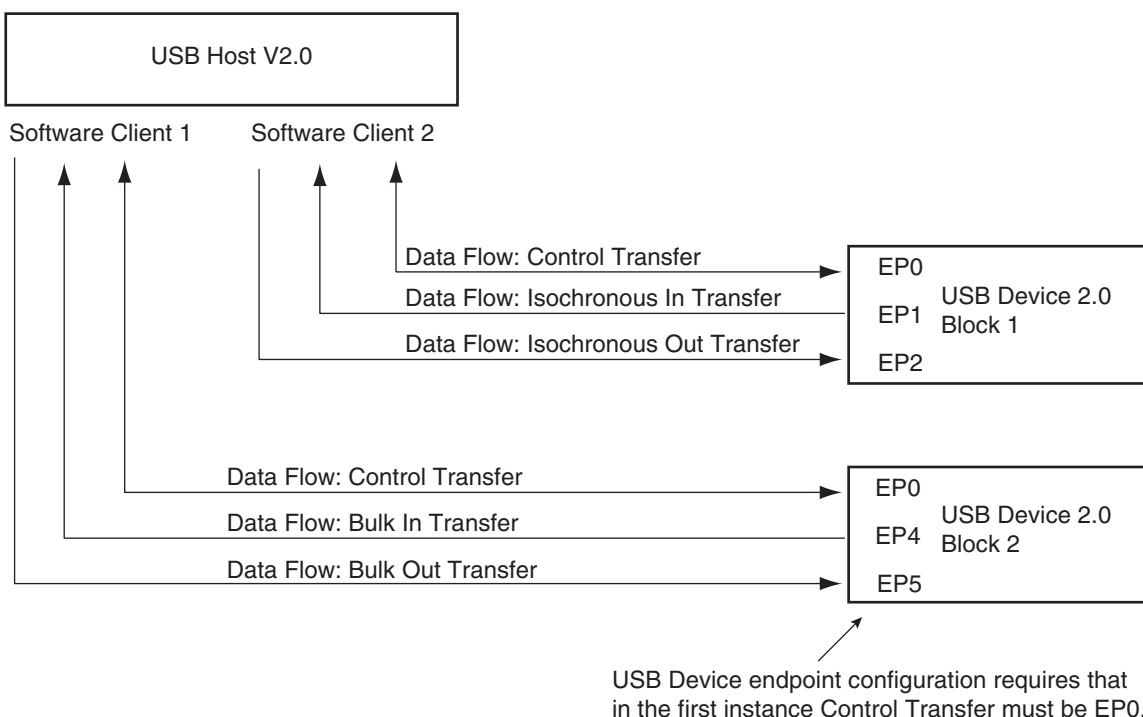 USB Host V2.0
Software Client 1
Software Client 2
Data Flow: Control Transfer
Data Flow: Isochronous In Transfer
Data Flow: Isochronous Out Transfer
EP0
EP1
EP2
USB Device 2.0
Block 1
Data Flow: Control Transfer
Data Flow: Bulk In Transfer
Data Flow: Bulk Out Transfer
EP0
EP4
EP5
USB Device 2.0
Block 2
USB Device endpoint configuration requires that
in the first instance Control Transfer must be EP0.